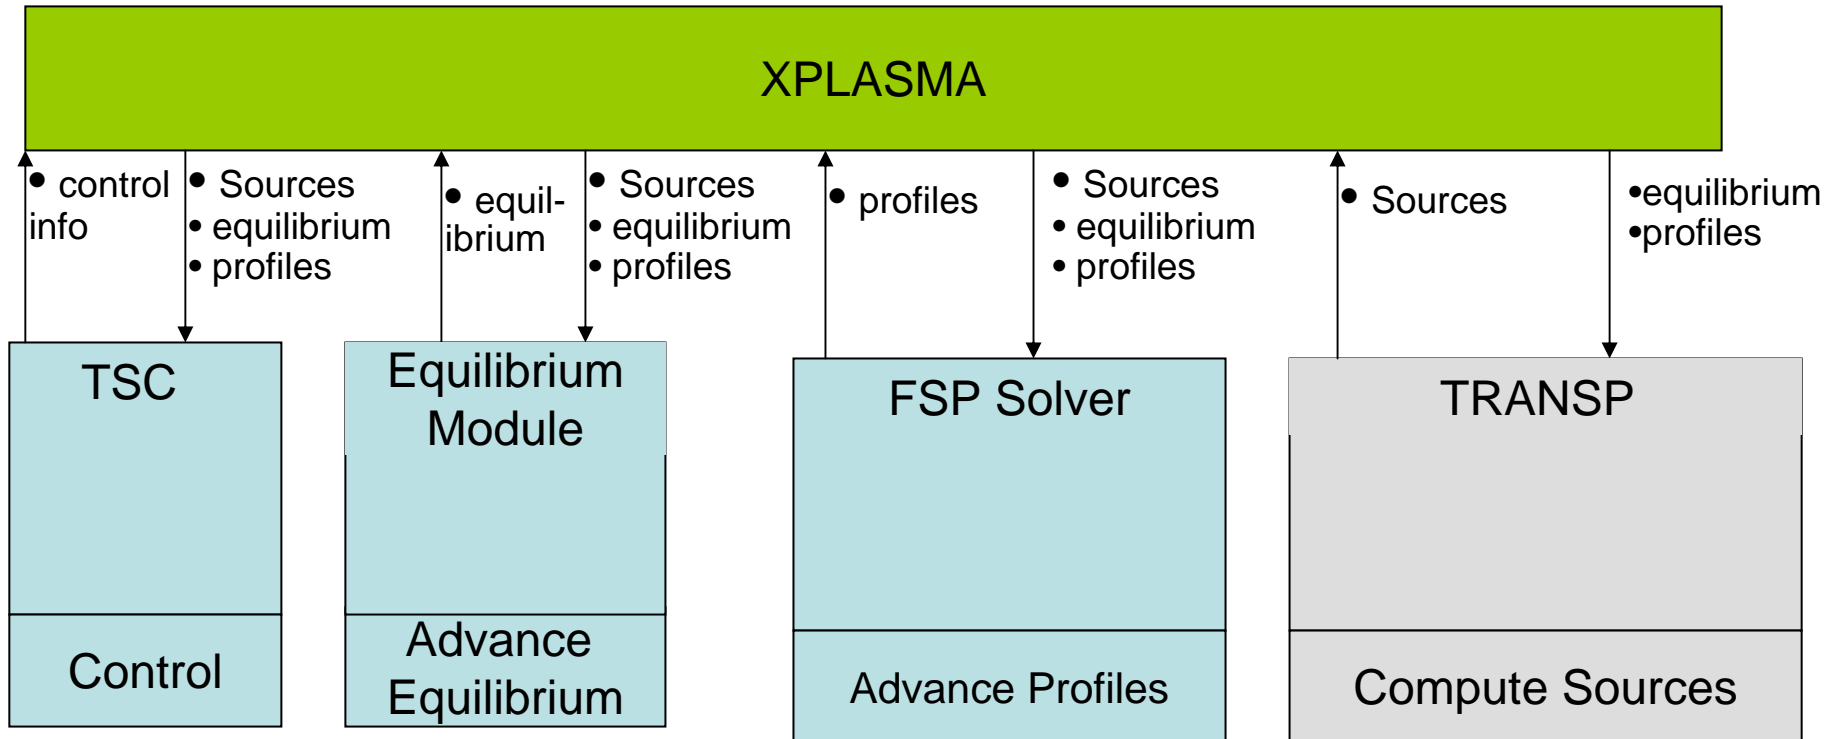 XPLASMA
• control
info
• Sources
• equilibrium
• profiles
• equil-
ibrium
• Sources
• equilibrium
• profiles
• profiles
• Sources
• equilibrium
• profiles
• Sources
•equilibrium
•profiles
TSC
Control
Equilibrium
Module
Advance
Equilibrium
FSP Solver
Advance Profiles
TRANSP
Compute Sources